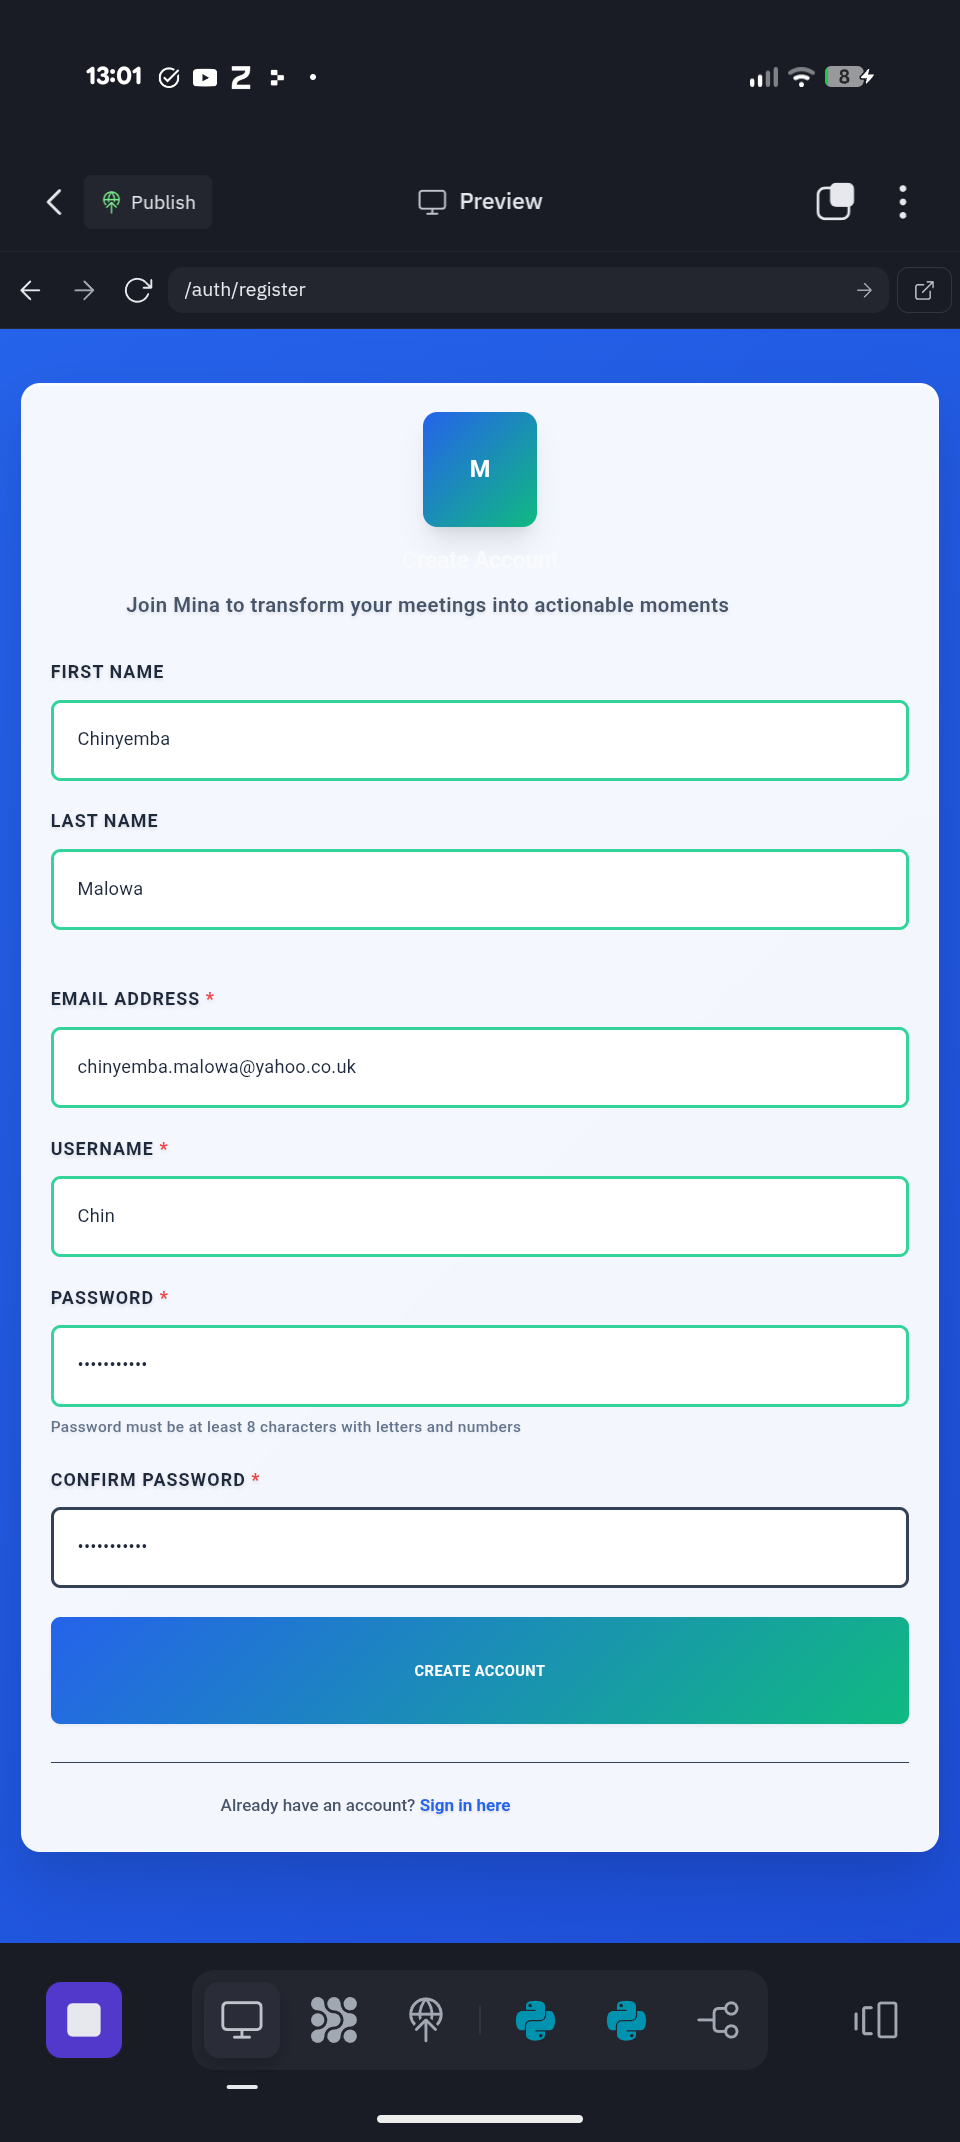 13:01
8
Publish
Preview
/auth/register
M
Create Account
Join Mina to transform your meetings into actionable moments
FIRST NAME
Chinyemba
LAST NAME
Malowa
EMAIL ADDRESS *
chinyemba.malowa@yahoo.co.uk
USERNAME *
Chin
PASSWORD *
•••••••••••
Password must be at least 8 characters with letters and numbers
CONFIRM PASSWORD *
•••••••••••
CREATE ACCOUNT
Already have an account? Sign in here